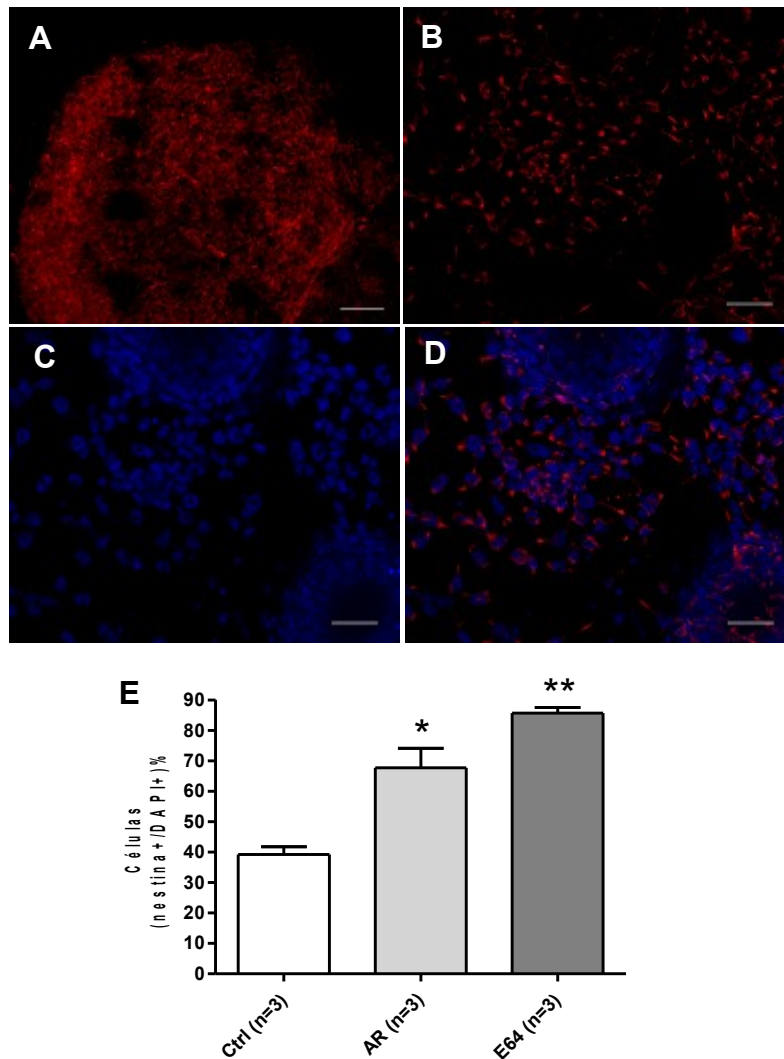 A
B
C
D
E
**
*
90
80
70
60
50
40
30
20
10
0
Células
(nestina+/DAPI+)%
Ctrl (n=3)
AR (n=3)
E64 (n=3)